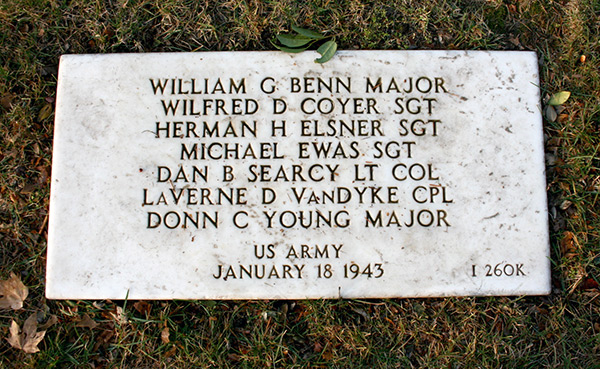 WILLIAM G BENN MAJOR
WILFRED D COYER SGT
HERMAN H ELSNER SGT
MICHAEL EWAS SGT
DAN B SEARCY LT COL
LAVERNE D VANDYKE CPL
DONN C YOUNG MAJOR
US ARMY
JANUARY 18 1943
I 260K